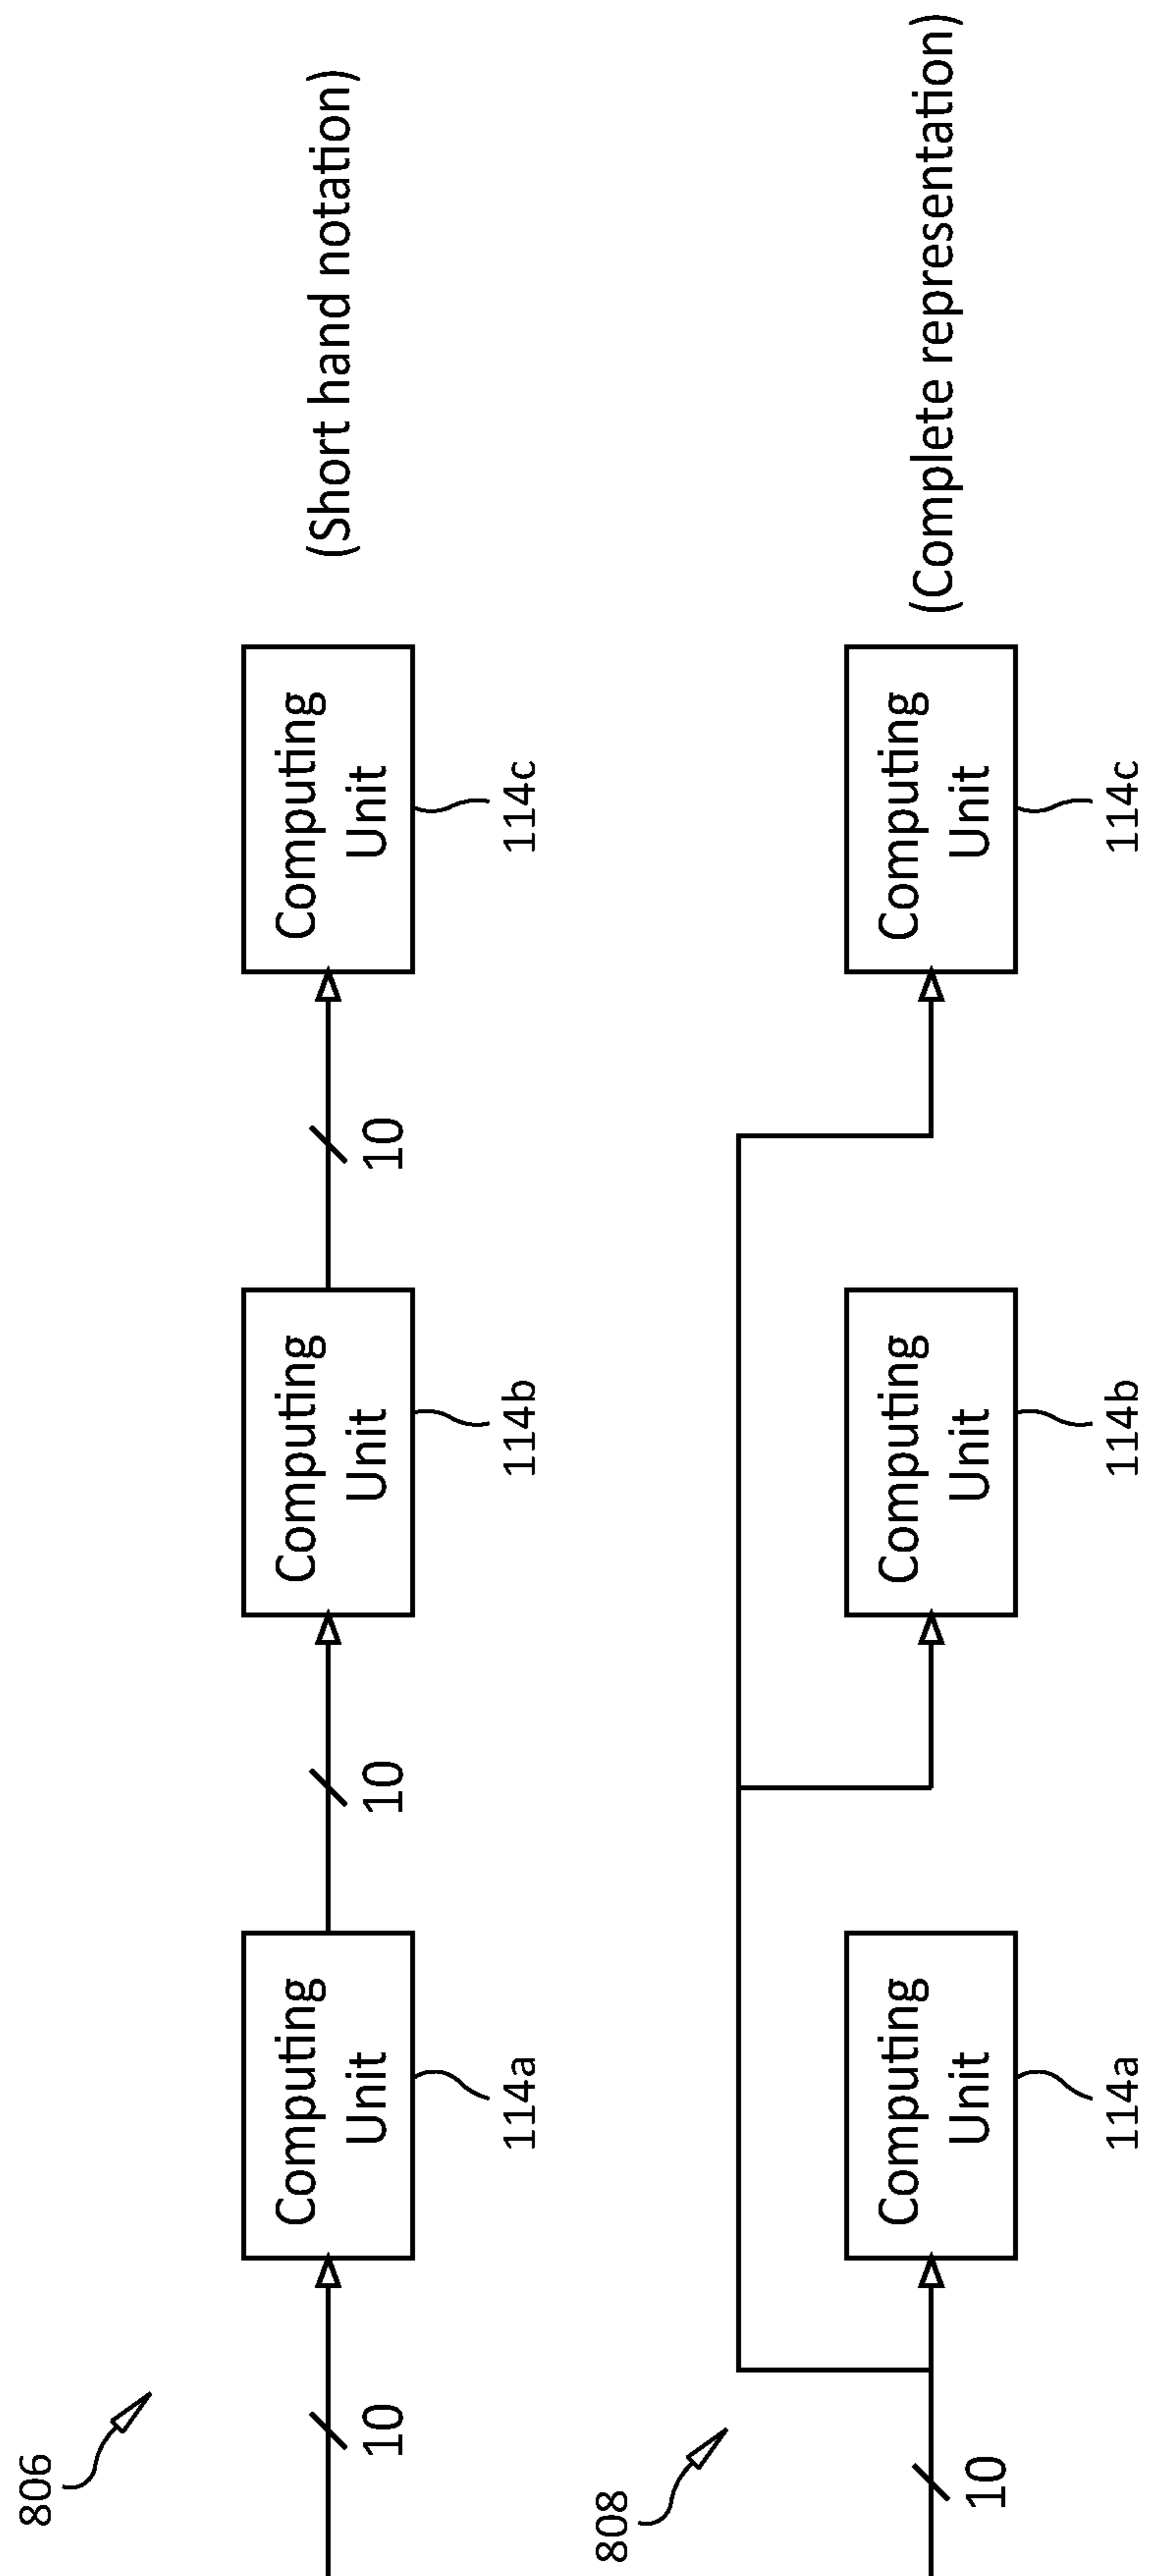 806
10
Computing
Unit
114a
10
Computing
Unit
114b
10
Computing
Unit
114c
(Short hand notation)
808
10
Computing
Unit
114a
Computing
Unit
114b
Computing
Unit
114c
(Complete representation)